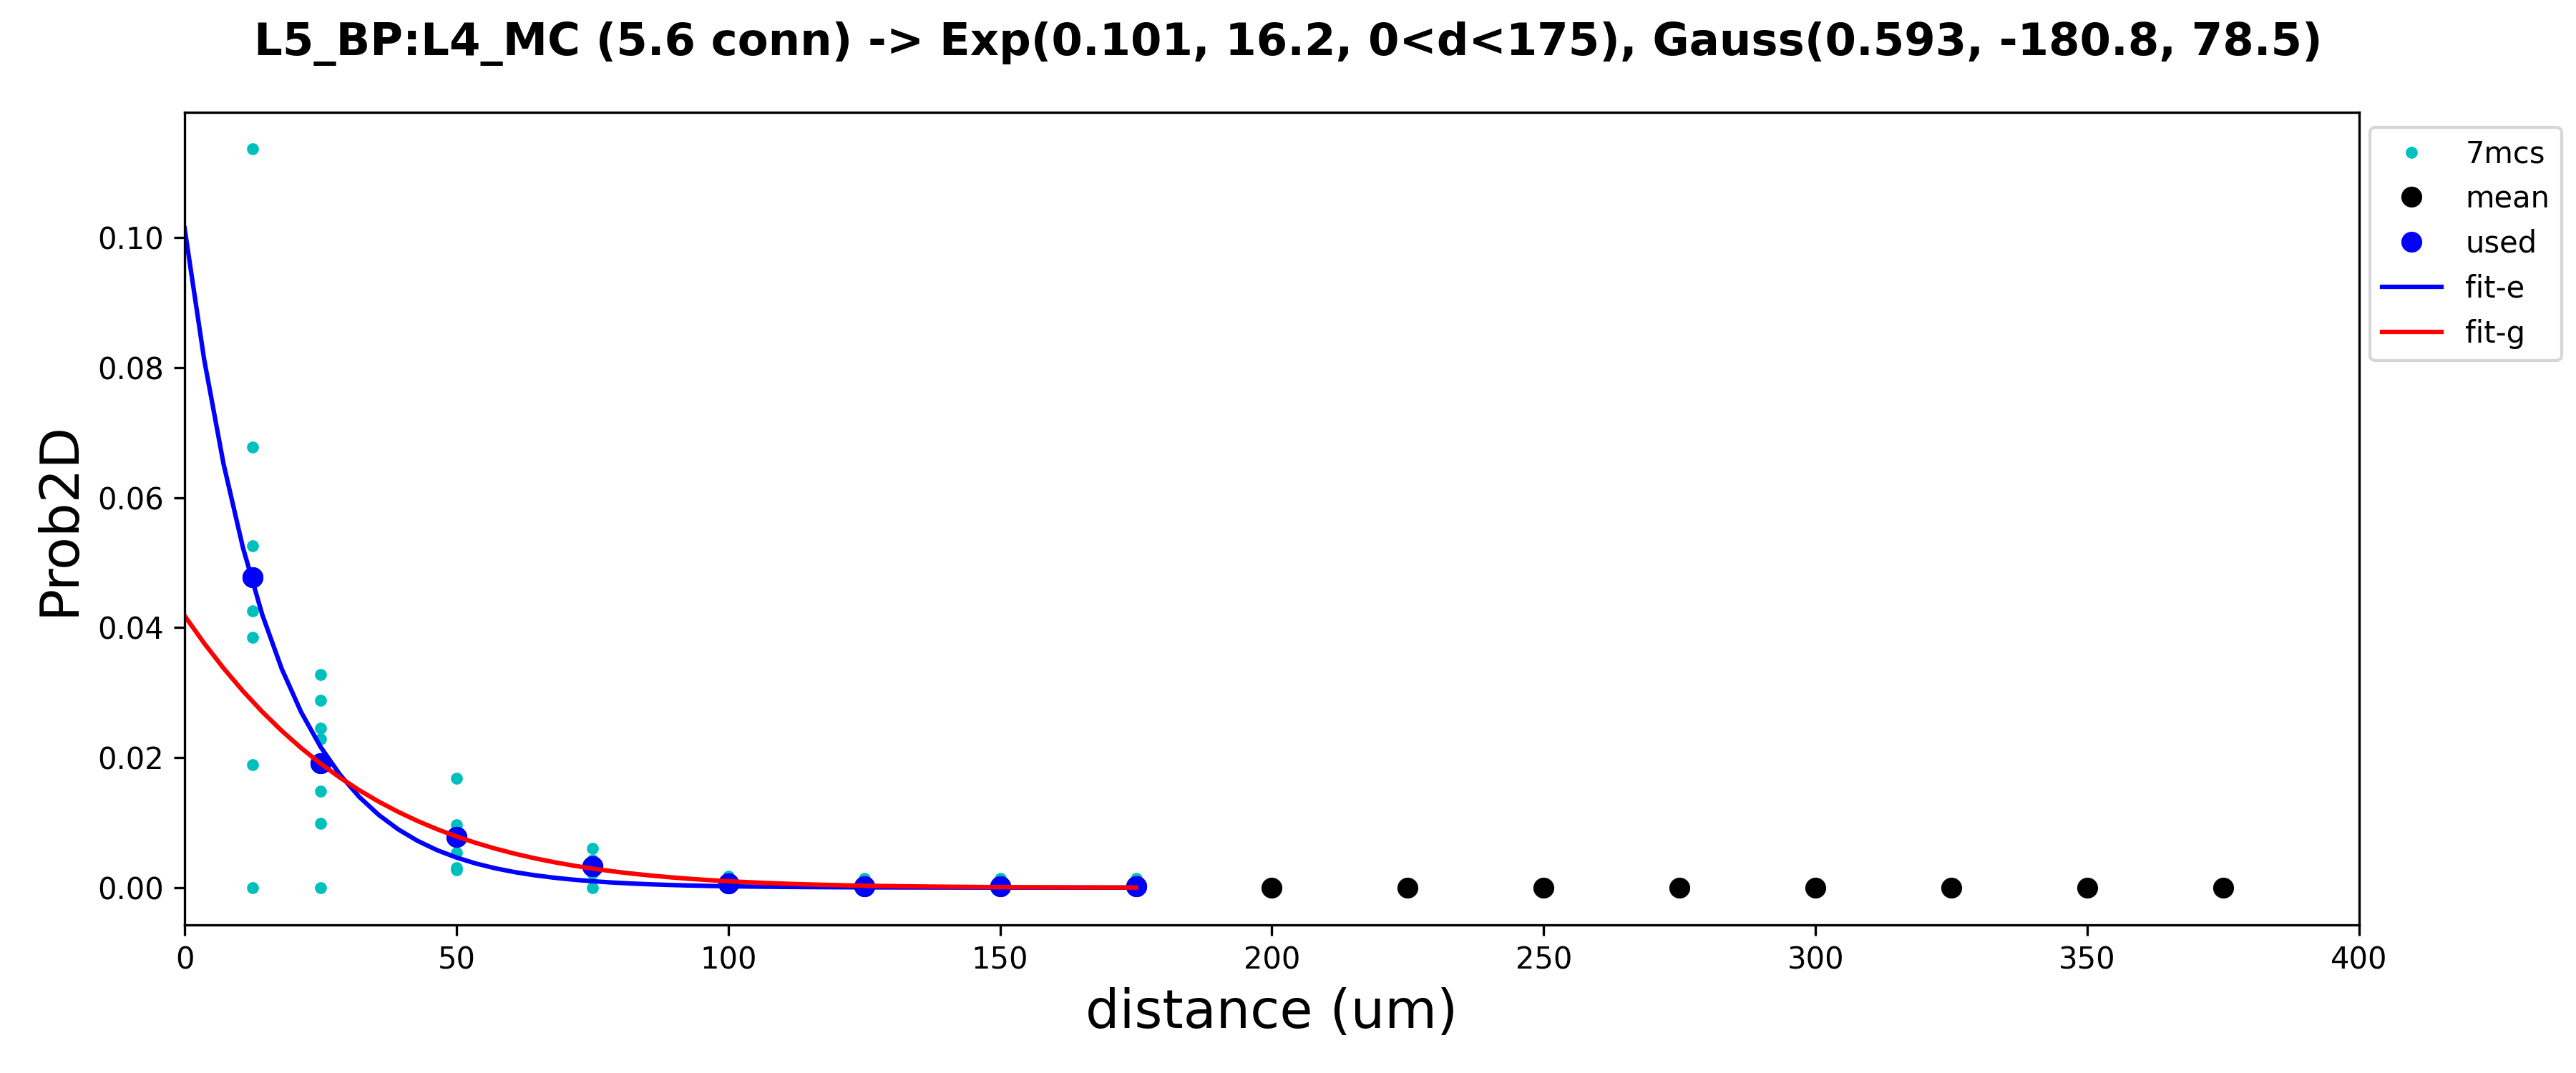 L5_BP:L4_MC (5.6 conn) -> Exp(0.101, 16.2, 0<d<175), Gauss(0.593, -180.8, 78.5)
7mcs
mean
used
fit-e
fit-g
Prob2D
0.10
0.08
0.06
0.04
0.02
0.00
0 50 100 150 200 250 300 350 400
distance (um)